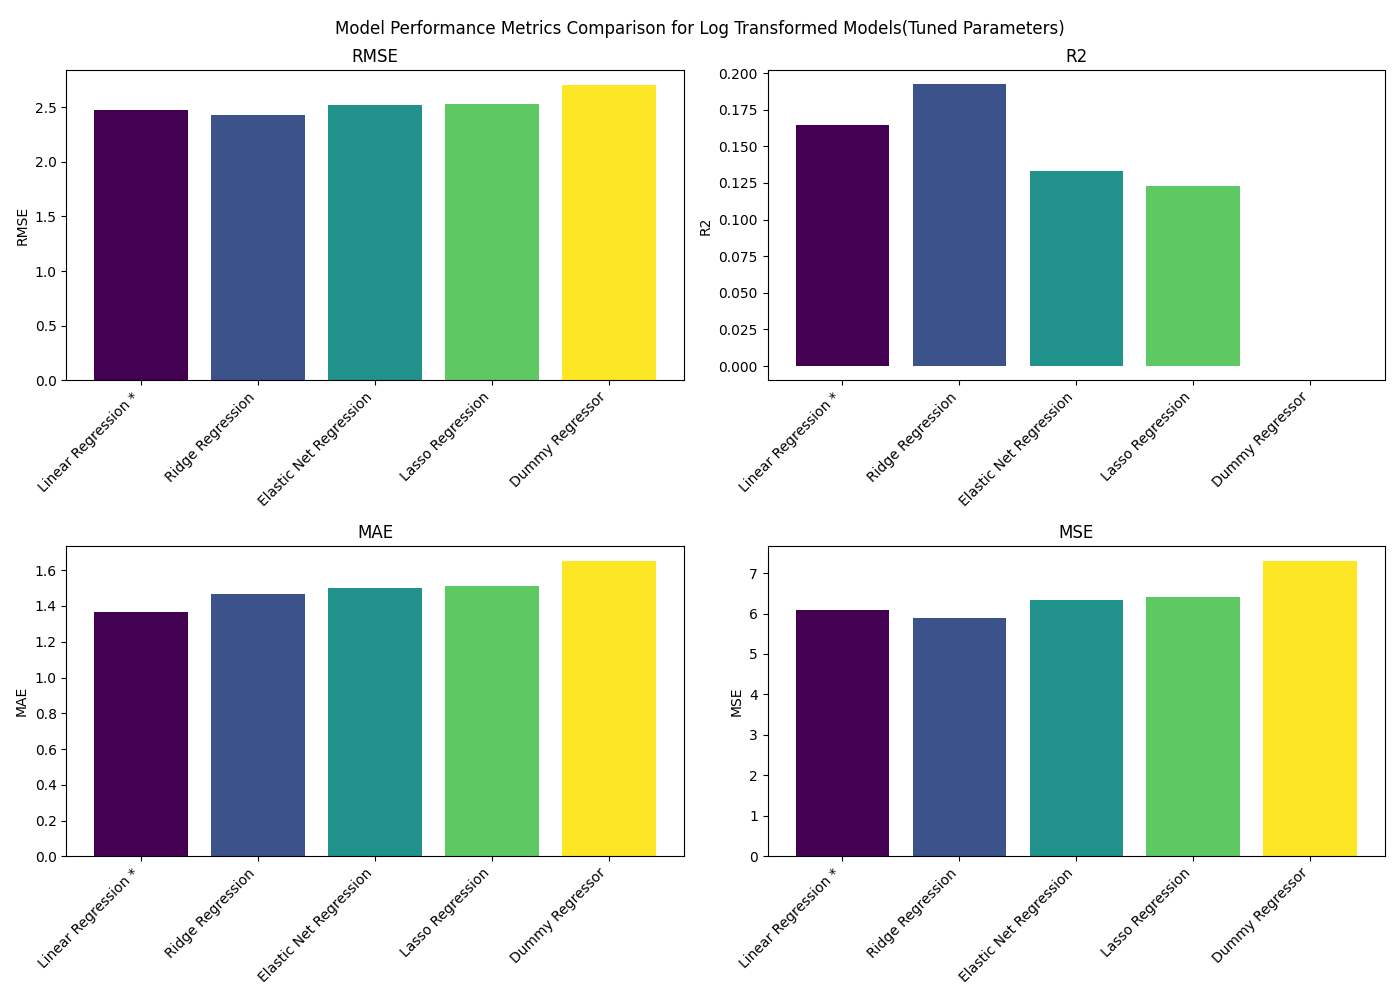 Model Performance Metrics Comparison for Log Transformed Models(Tuned Parameters)
RMSE
RMSE
2.5
2.0
1.5
1.0
0.5
0.0
Linear Regression *
Ridge Regression
Elastic Net Regression
Lasso Regression
Dummy Regressor
R2
R2
0.200
0.175
0.150
0.125
0.100
0.075
0.050
0.025
0.000
Linear Regression *
Ridge Regression
Elastic Net Regression
Lasso Regression
Dummy Regressor
MAE
MAE
1.6
1.4
1.2
1.0
0.8
0.6
0.4
0.2
0.0
Linear Regression *
Ridge Regression
Elastic Net Regression
Lasso Regression
Dummy Regressor
MSE
MSE
7
6
5
4
3
2
1
0
Linear Regression *
Ridge Regression
Elastic Net Regression
Lasso Regression
Dummy Regressor